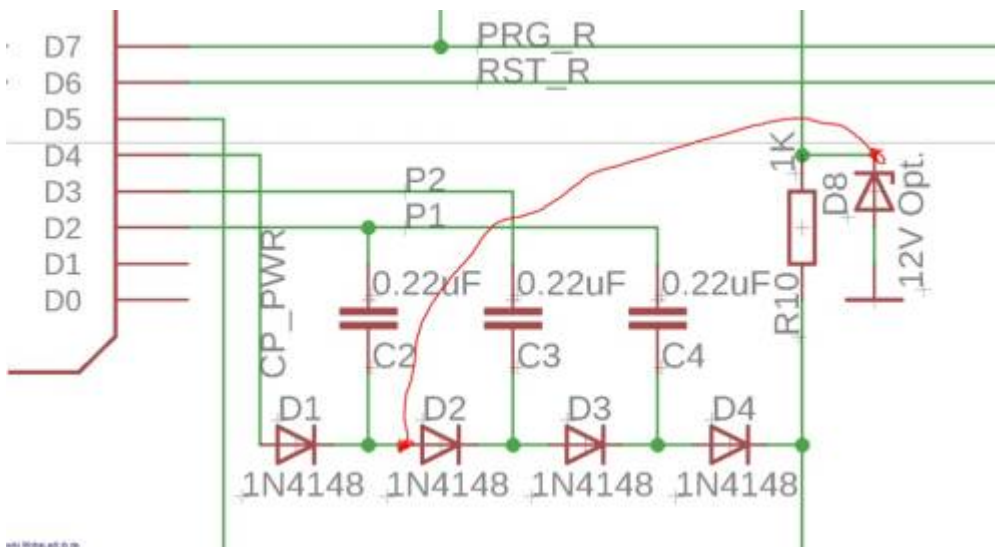 D7
PRG_R
D6
RST_R
D5
D4
D3
P2
D2
P1
D1
D0
CP_PWR
0.22uF
0.22uF
0.22uF
C2
C3
C4
1K
R10
D8
12V Opt.
D1
D2
D3
D4
1N4148
1N4148
1N4148
1N4148